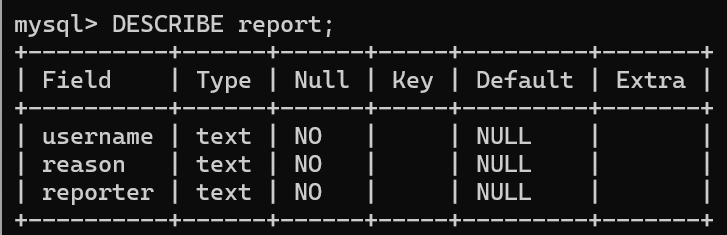 mysql> DESCRIBE report;
+----------+------+------+-----+---------+-------+
| Field    | Type | Null | Key | Default | Extra |
+----------+------+------+-----+---------+-------+
| username | text | NO   |     | NULL    |       |
| reason   | text | NO   |     | NULL    |       |
| reporter | text | NO   |     | NULL    |       |
+----------+------+------+-----+---------+-------+